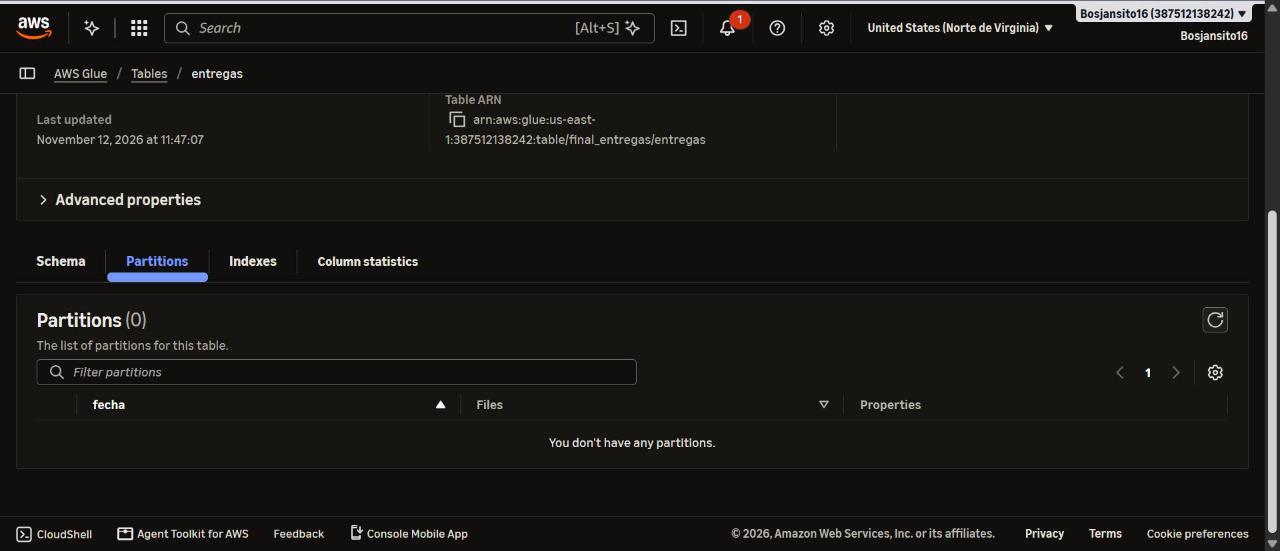 Bosjansito16 (387512138242) ▼
aws
Search [Alt+S]
1
United States (Norte de Virginia) ▼
Bosjansito16
AWS Glue / Tables / entregas
Table ARN
Last updated
arn:aws:glue:us-east-
November 12, 2026 at 11:47:07
1:387512138242:table/final_entregas/entregas
Advanced properties
Schema Partitions Indexes Column statistics
Partitions (0)
The list of partitions for this table.
Filter partitions
1
fecha Files Properties
You don't have any partitions.
CloudShell Agent Toolkit for AWS Feedback Console Mobile App © 2026, Amazon Web Services, Inc. or its affiliates. Privacy Terms Cookie preferences